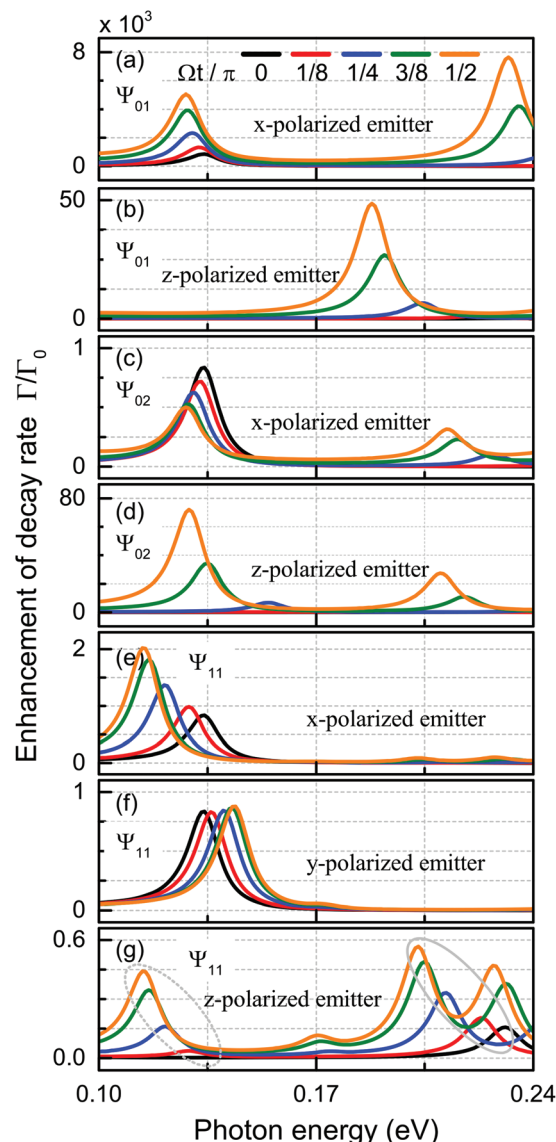 x 10³
(a) Ωt / π 0 1/8 1/4 3/8 1/2
8
Ψ₀₁
4
x-polarized emitter
0
(b)
50
Ψ₀₁
z-polarized emitter
0
(c)
1
Ψ₀₂
x-polarized emitter
0
80
(d)
Ψ₀₂
z-polarized emitter
0
2
(e) Ψ₁₁
x-polarized emitter
0
1
(f)
Ψ₁₁
y-polarized emitter
0
0.6
(g) Ψ₁₁
z-polarized emitter
0.0
0.10 0.17 0.24
Photon energy (eV)
Enhancement of decay rate Γ/Γ₀